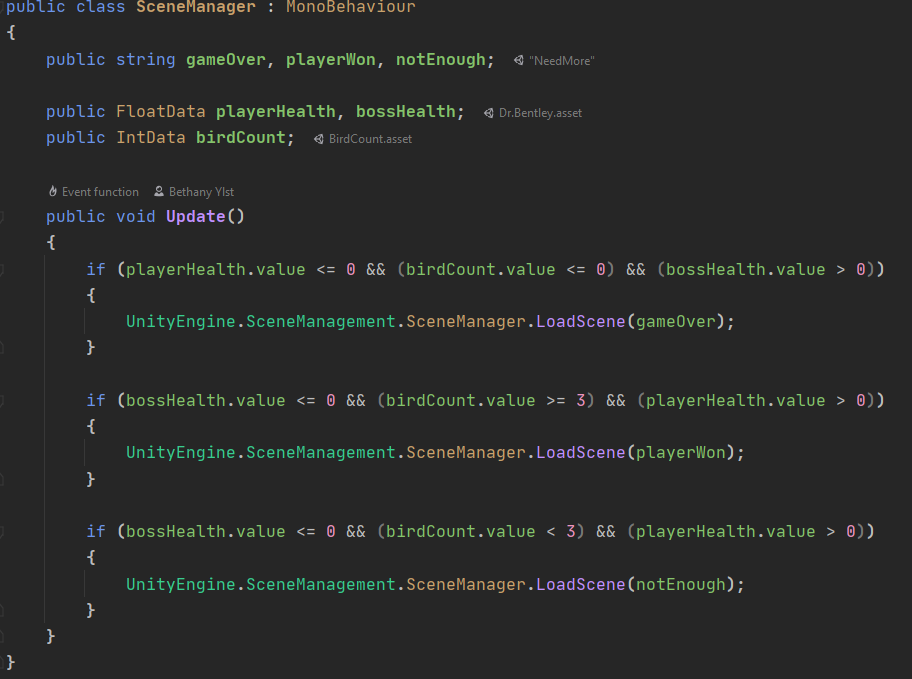 public class SceneManager : MonoBehaviour
{
public string gameOver, playerWon, notEnough; "NeedMore"
public FloatData playerHealth, bossHealth; Dr.Bentley.asset
public IntData birdCount; BirdCount.asset
Event function Bethany Ylst
public void Update()
{
if (playerHealth.value <= 0 && (birdCount.value <= 0) && (bossHealth.value > 0))
{
UnityEngine.SceneManagement.SceneManager.LoadScene(gameOver);
}
if (bossHealth.value <= 0 && (birdCount.value >= 3) && (playerHealth.value > 0))
{
UnityEngine.SceneManagement.SceneManager.LoadScene(playerWon);
}
if (bossHealth.value <= 0 && (birdCount.value < 3) && (playerHealth.value > 0))
{
UnityEngine.SceneManagement.SceneManager.LoadScene(notEnough);
}
}
}